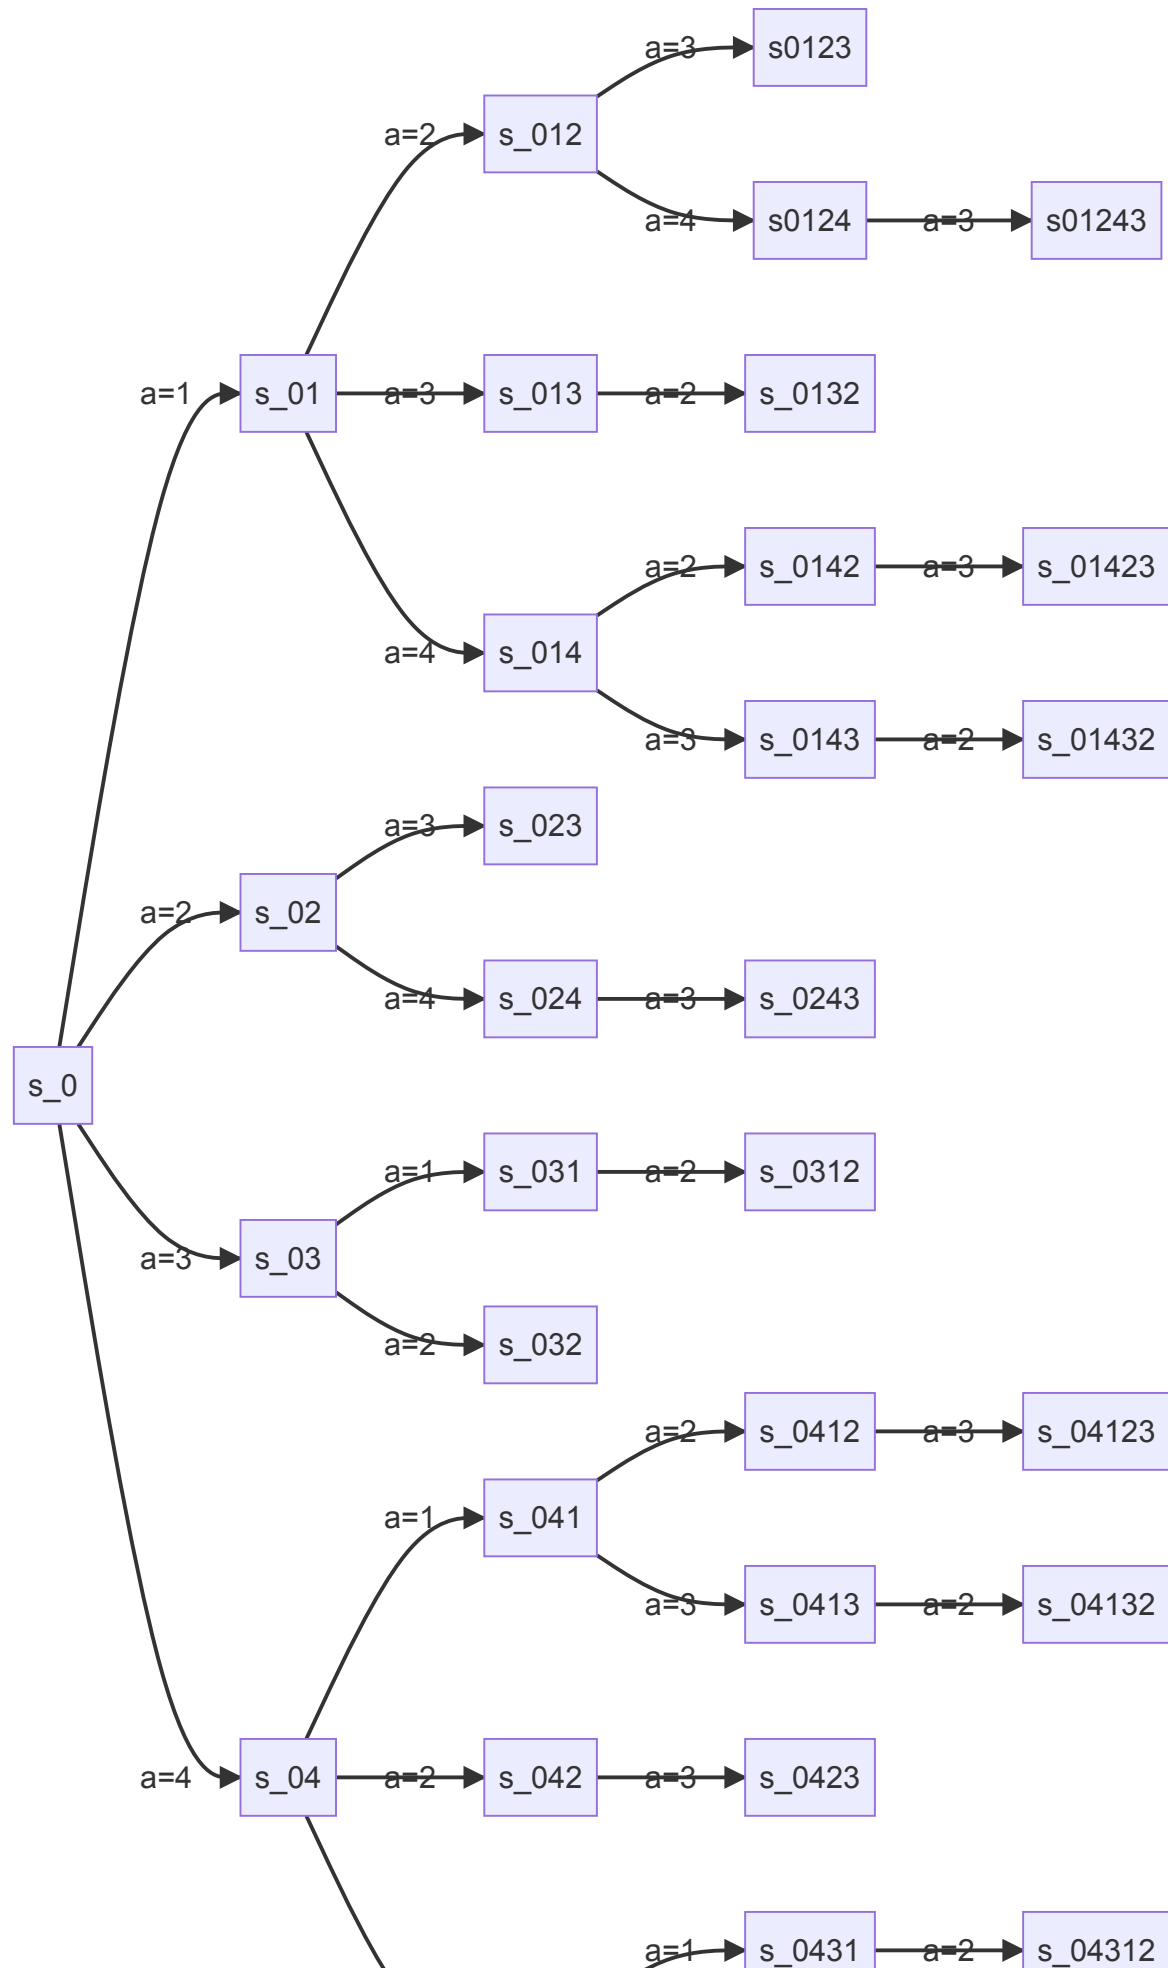 a=3
s0123
a=2
s_012
a=4
s0124
a=3
s01243
a=1
s_01
a=3
s_013
a=2
s_0132
a=2
s_0142
a=3
s_01423
a=4
s_014
a=3
s_0143
a=2
s_01432
a=3
s_023
a=2
s_02
a=4
s_024
a=3
s_0243
s_0
a=1
s_031
a=2
s_0312
a=3
s_03
a=2
s_032
a=2
s_0412
a=3
s_04123
a=1
s_041
a=3
s_0413
a=2
s_04132
a=4
s_04
a=2
s_042
a=3
s_0423
a=1
s_0431
a=2
s_04312